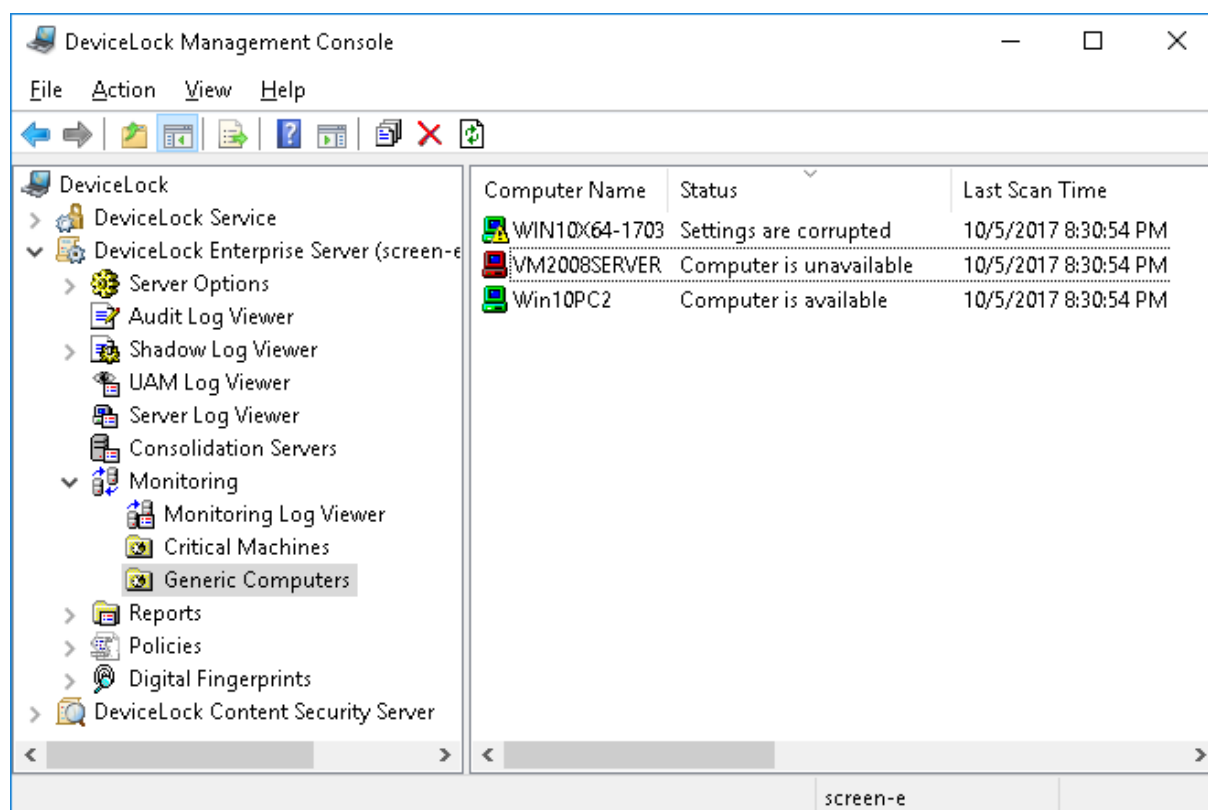 DeviceLock Management Console
File Action View Help
DeviceLock
DeviceLock Service
DeviceLock Enterprise Server (screen-e
Server Options
Audit Log Viewer
Shadow Log Viewer
UAM Log Viewer
Server Log Viewer
Consolidation Servers
Monitoring
Monitoring Log Viewer
Critical Machines
Generic Computers
Reports
Policies
Digital Fingerprints
DeviceLock Content Security Server
Computer Name Status Last Scan Time
WIN10X64-1703 Settings are corrupted 10/5/2017 8:30:54 PM
VM2008SERVER Computer is unavailable 10/5/2017 8:30:54 PM
Win10PC2 Computer is available 10/5/2017 8:30:54 PM
screen-e